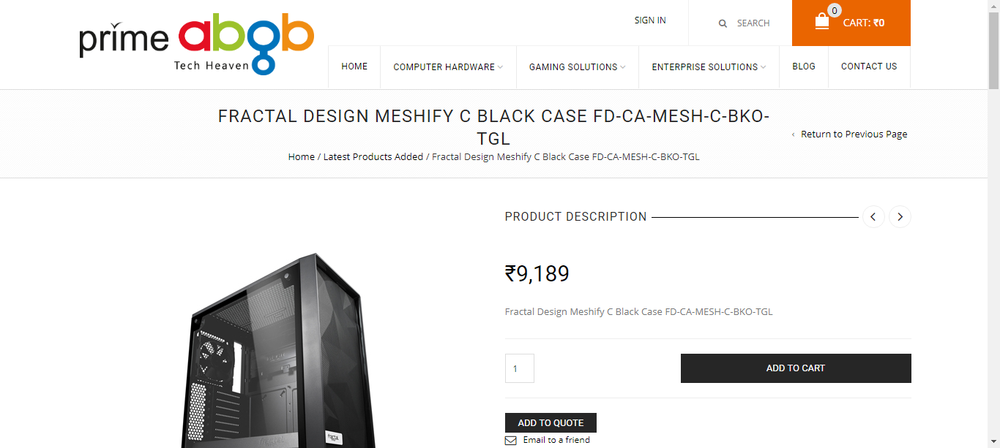 prime abgb
Tech Heaven
SIGN IN
SEARCH
0
CART: ₹0
HOME
COMPUTER HARDWARE
GAMING SOLUTIONS
ENTERPRISE SOLUTIONS
BLOG
CONTACT US
FRACTAL DESIGN MESHIFY C BLACK CASE FD-CA-MESH-C-BKO-
TGL
‹ Return to Previous Page
Home / Latest Products Added / Fractal Design Meshify C Black Case FD-CA-MESH-C-BKO-TGL
PRODUCT DESCRIPTION
₹9,189
Fractal Design Meshify C Black Case FD-CA-MESH-C-BKO-TGL
1
ADD TO CART
ADD TO QUOTE
Email to a friend
fractal